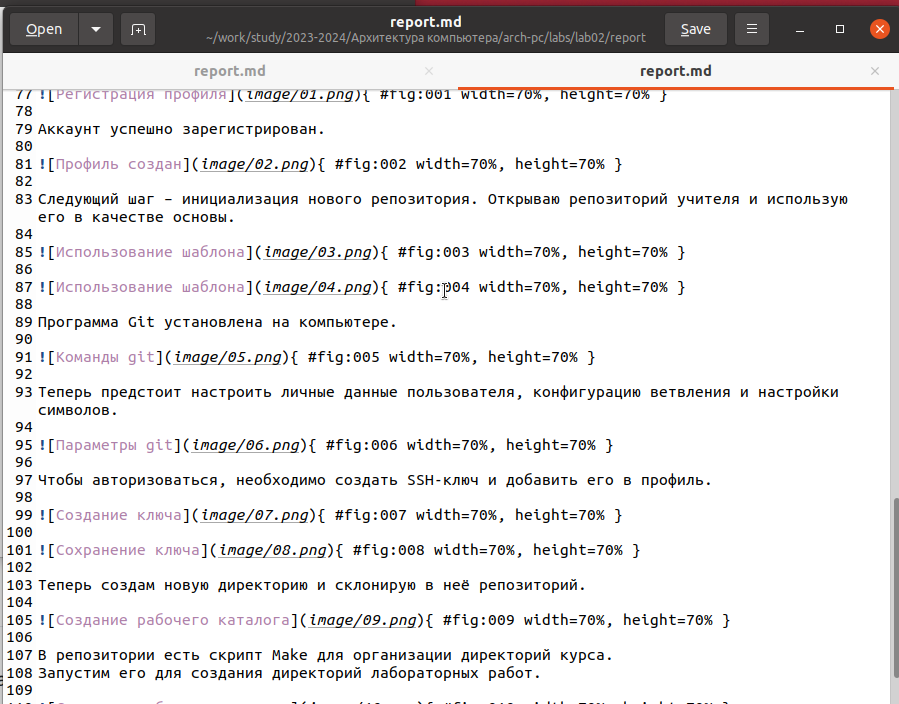 Open
report.md
~/work/study/2023-2024/Архитектура компьютера/arch-pc/labs/lab02/report
Save
report.md
report.md
77 ![Регистрация профиля](image/01.png){ #fig:001 width=70%, height=70% }
78
79 Аккаунт успешно зарегистрирован.
80
81 ![Профиль создан](image/02.png){ #fig:002 width=70%, height=70% }
82
83 Следующий шаг – инициализация нового репозитория. Открываю репозиторий учителя и использую
его в качестве основы.
84
85 ![Использование шаблона](image/03.png){ #fig:003 width=70%, height=70% }
86
87 ![Использование шаблона](image/04.png){ #fig:004 width=70%, height=70% }
88
89 Программа Git установлена на компьютере.
90
91 ![Команды git](image/05.png){ #fig:005 width=70%, height=70% }
92
93 Теперь предстоит настроить личные данные пользователя, конфигурацию ветвления и настройки
символов.
94
95 ![Параметры git](image/06.png){ #fig:006 width=70%, height=70% }
96
97 Чтобы авторизоваться, необходимо создать SSH-ключ и добавить его в профиль.
98
99 ![Создание ключа](image/07.png){ #fig:007 width=70%, height=70% }
100
101 ![Сохранение ключа](image/08.png){ #fig:008 width=70%, height=70% }
102
103 Теперь создам новую директорию и склонирую в неё репозиторий.
104
105 ![Создание рабочего каталога](image/09.png){ #fig:009 width=70%, height=70% }
106
107 В репозитории есть скрипт Make для организации директорий курса.
108 Запустим его для создания директорий лабораторных работ.
109